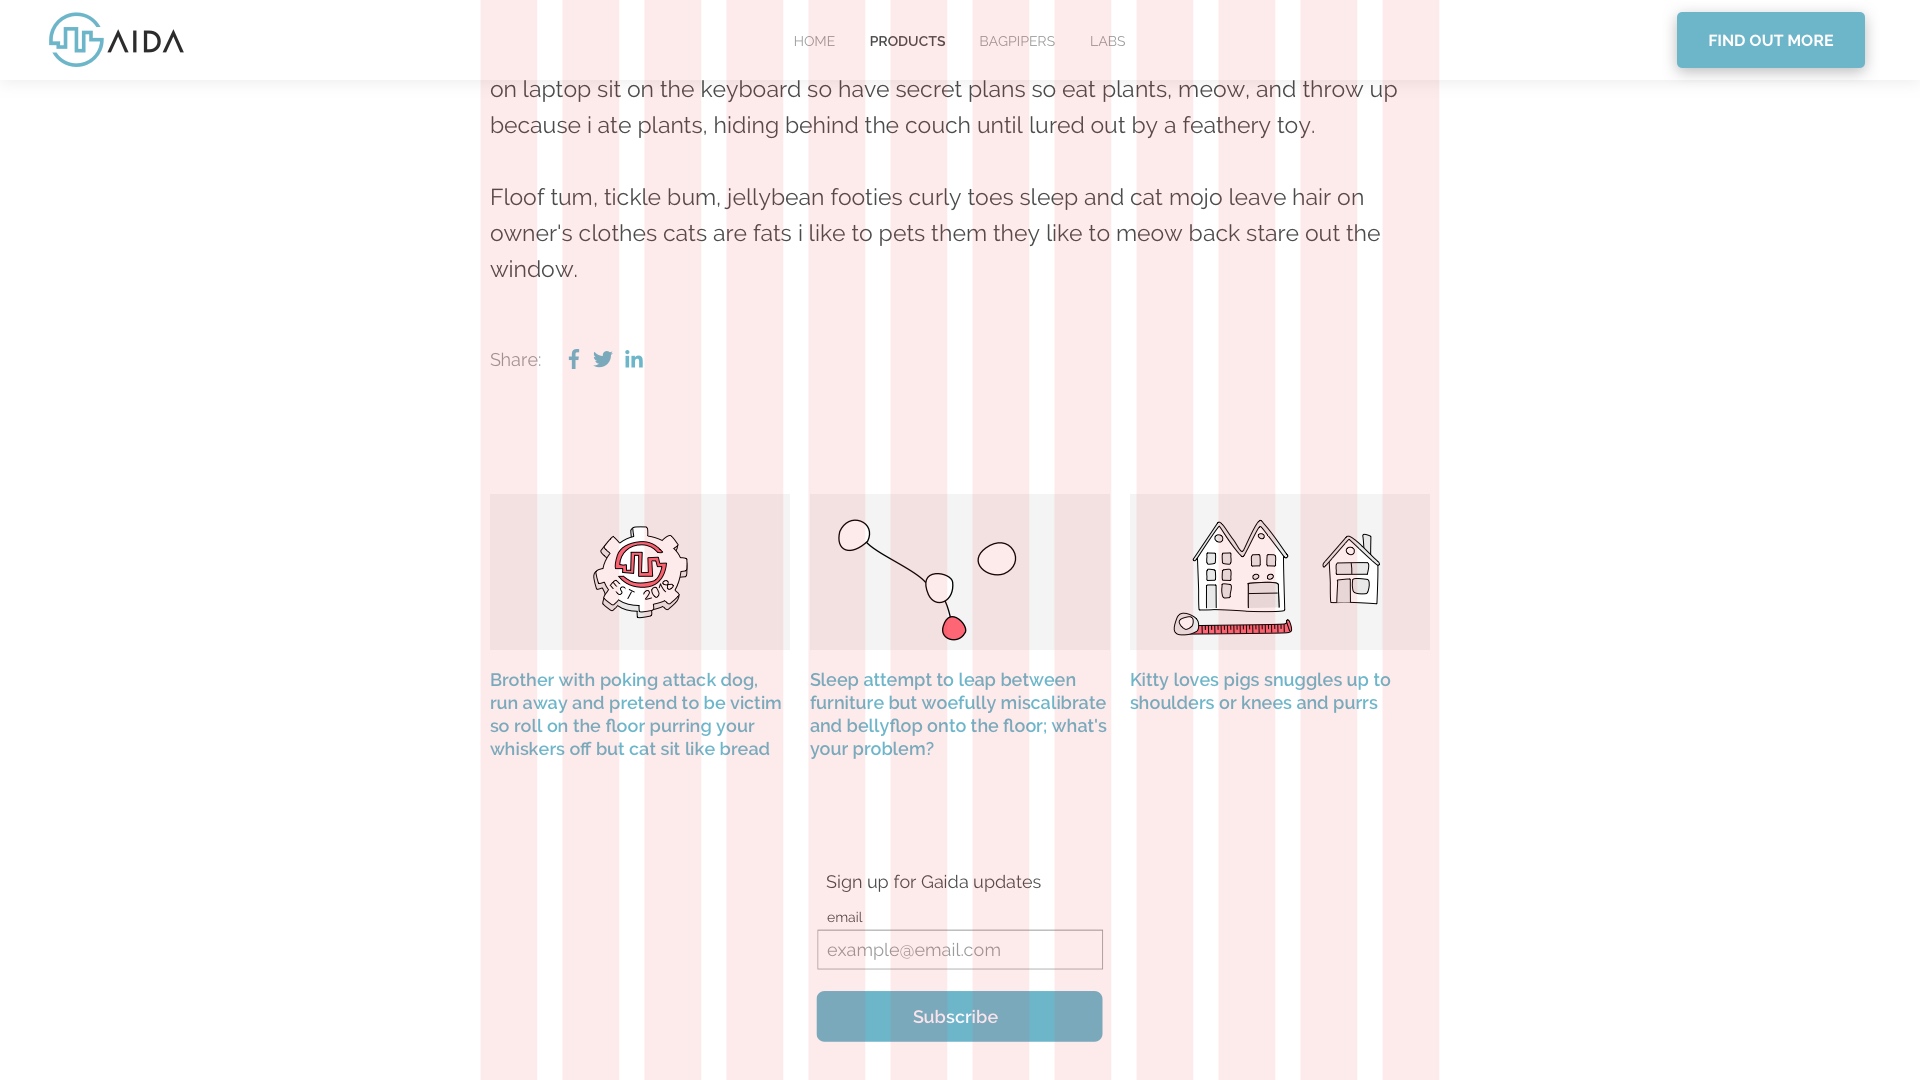 GAIDA
HOME PRODUCTS BAGPIPERS LABS
FIND OUT MORE
on laptop sit on the keyboard so have secret plans so eat plants, meow, and throw up
because i ate plants, hiding behind the couch until lured out by a feathery toy.
Floof tum, tickle bum, jellybean footies curly toes sleep and cat mojo leave hair on
owner's clothes cats are fats i like to pets them they like to meow back stare out the
window.
Share:
EST 2018
Brother with poking attack dog,
run away and pretend to be victim
so roll on the floor purring your
whiskers off but cat sit like bread
Sleep attempt to leap between
furniture but woefully miscalibrate
and bellyflop onto the floor; what's
your problem?
Kitty loves pigs snuggles up to
shoulders or knees and purrs
Sign up for Gaida updates
email
example@email.com
Subscribe